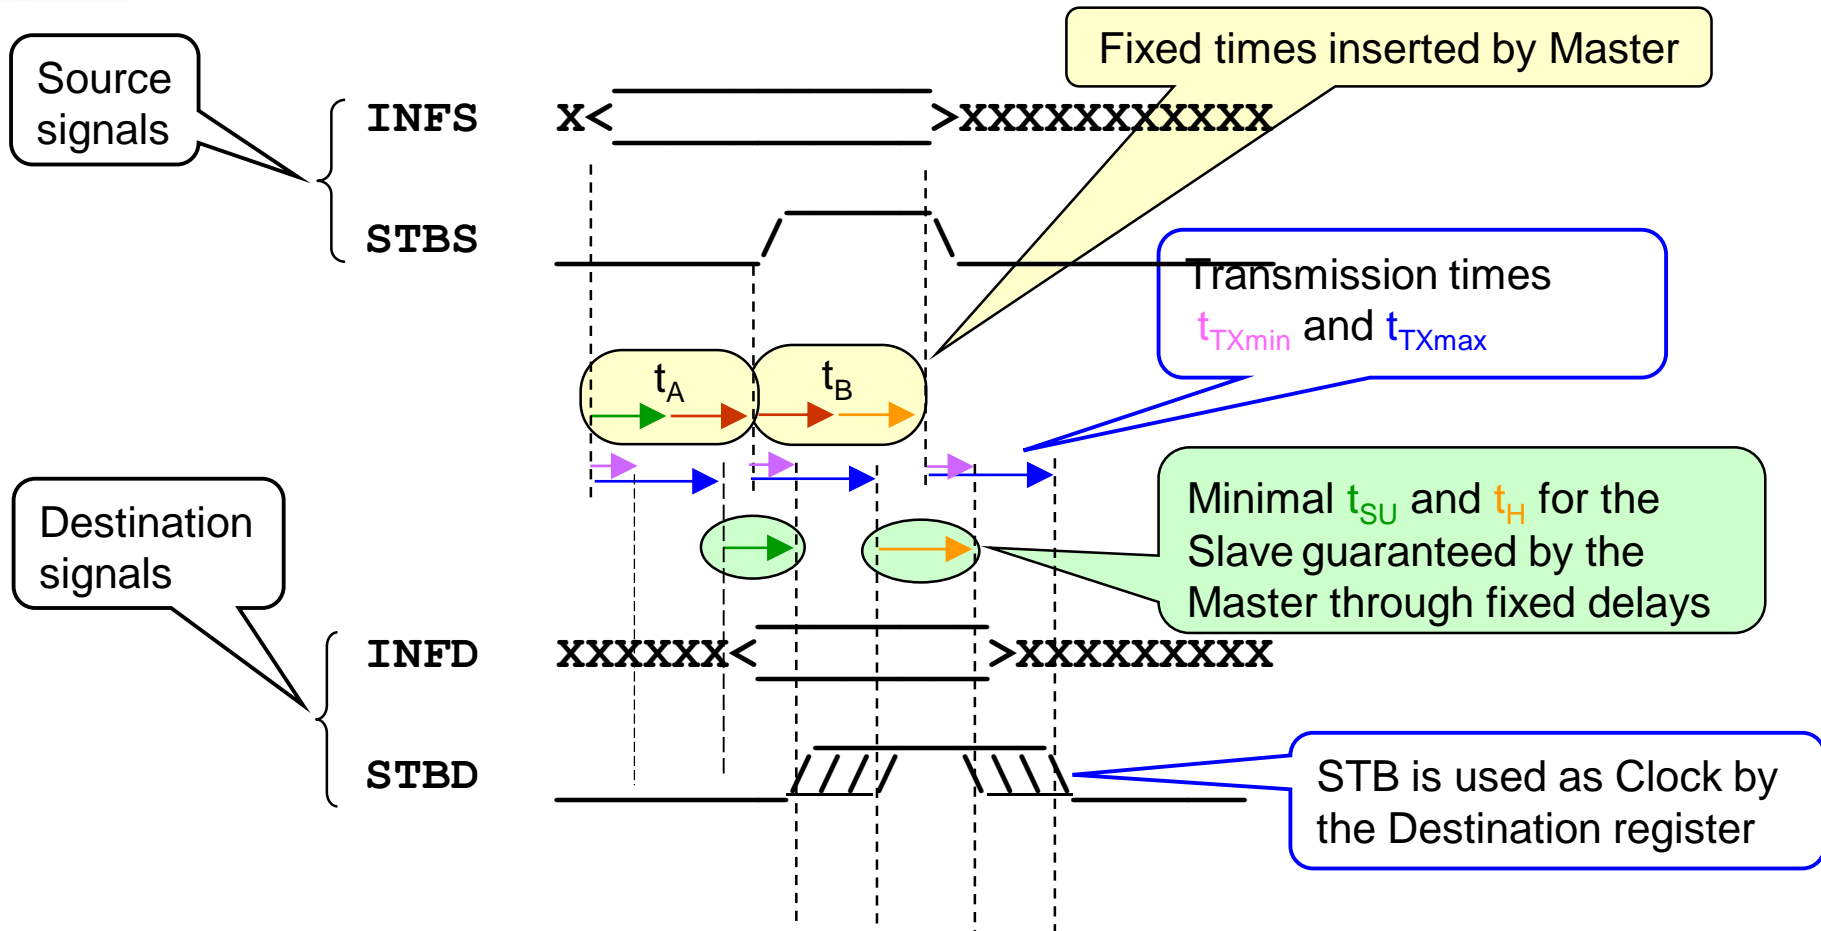 Fixed times inserted by Master
Source
signals
INFS X< >XXXXXXXXXXX
STBS
Transmission times
tTXmin and tTXmax
tA tB
Minimal tSU and tH for the
Slave guaranteed by the
Master through fixed delays
Destination
signals
INFD XXXXXX< >XXXXXXXXX
STBD
STB is used as Clock by
the Destination register